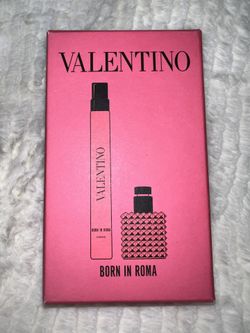 VALENTINO
VALENTINO
BORN IN ROMA
BORN IN ROMA